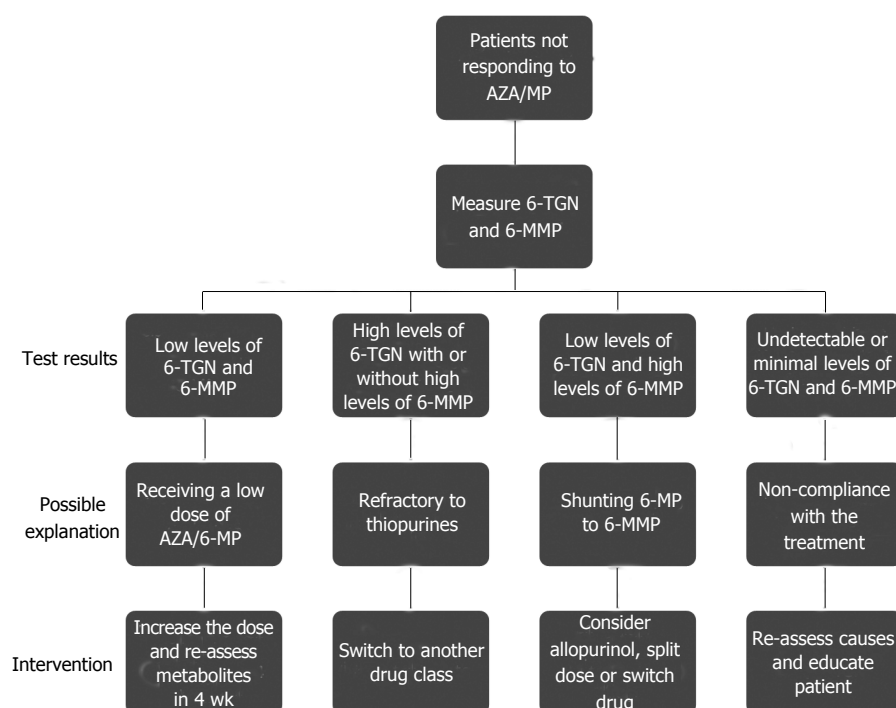 Patients not
responding to
AZA/MP
Measure 6-TGN
and 6-MMP
Test results
Low levels of
6-TGN and
6-MMP
High levels of
6-TGN with or
without high
levels of 6-MMP
Low levels of
6-TGN and high
levels of 6-MMP
Undetectable or
minimal levels of
6-TGN and 6-MMP
Possible
explanation
Receiving a low
dose of
AZA/6-MP
Refractory to
thiopurines
Shunting 6-MP
to 6-MMP
Non-compliance
with the
treatment
Intervention
Increase the dose
and re-assess
metabolites
in 4 wk
Switch to another
drug class
Consider
allopurinol, split
dose or switch
drug
Re-assess causes
and educate
patient